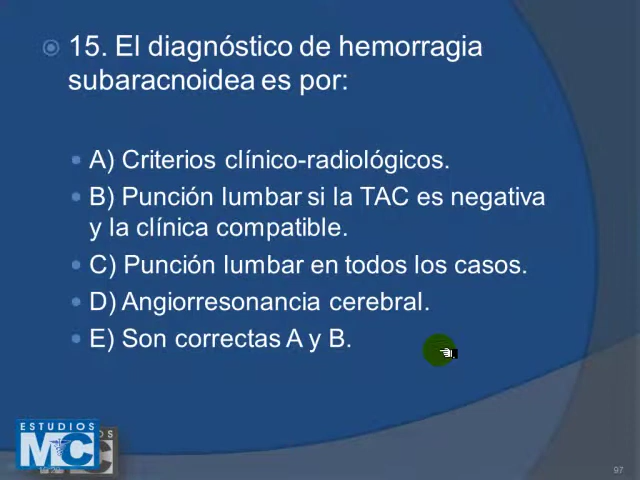 15. El diagnóstico de hemorragia
subaracnoidea es por:
A) Criterios clínico-radiológicos.
B) Punción lumbar si la TAC es negativa
y la clínica compatible.
C) Punción lumbar en todos los casos.
D) Angiorresonancia cerebral.
E) Son correctas A y B.
ESTUDIOS
MC
97